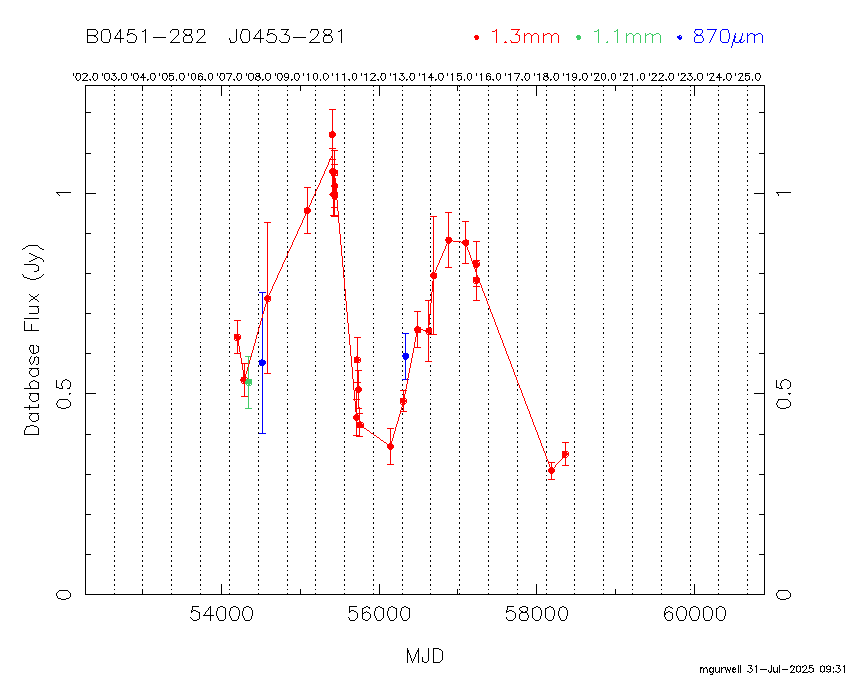 B0451-282 J0453-281 1.3mm 1.1mm 870μm
'02.0 '03.0 '04.0 '05.0 '06.0 '07.0 '08.0 '09.0 '10.0 '11.0 '12.0 '13.0 '14.0 '15.0 '16.0 '17.0 '18.0 '19.0 '20.0 '21.0 '22.0 '23.0 '24.0 '25.0
1 1
Database Flux (Jy)
0.5 0.5
0 0
54000 56000 58000 60000
MJD
mgurwell 31-Jul-2025 09:31